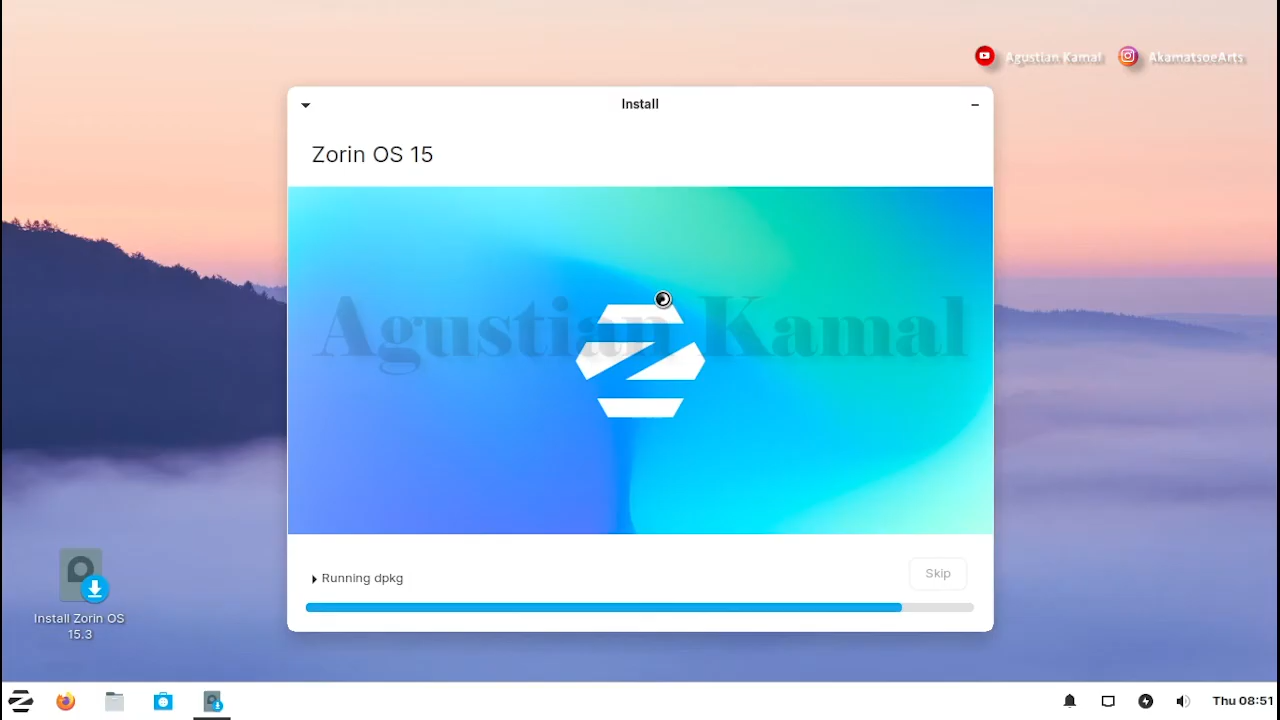 Agustian Kamal AkamatsoeArts
Install
Zorin OS 15
Agustian Kamal
Running dpkg
Skip
Install Zorin OS
15.3
Thu 08:51